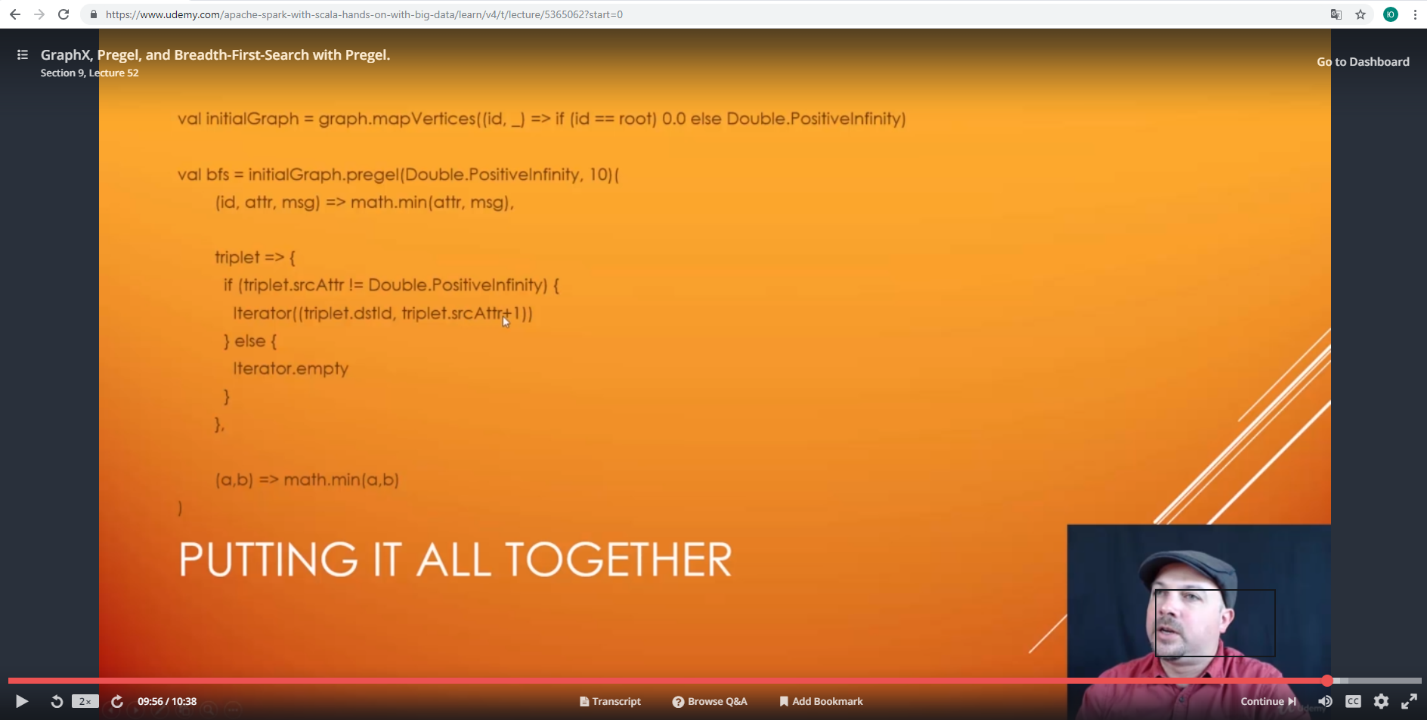 https://www.udemy.com/apache-spark-with-scala-hands-on-with-big-data/learn/v4/t/lecture/5365062?start=0
GraphX, Pregel, and Breadth-First-Search with Pregel.
Section 9, Lecture 52
Go to Dashboard
val initialGraph = graph.mapVertices((id, _) => if (id == root) 0.0 else Double.PositiveInfinity)
val bfs = initialGraph.pregel(Double.PositiveInfinity, 10)(
(id, attr, msg) => math.min(attr, msg),
triplet => {
if (triplet.srcAttr != Double.PositiveInfinity) {
Iterator((triplet.dstId, triplet.srcAttr+1))
} else {
Iterator.empty
}
},
(a,b) => math.min(a,b)
)
PUTTING IT ALL TOGETHER
2×
09:56 / 10:38
Transcript
Browse Q&A
Add Bookmark
Continue
CC